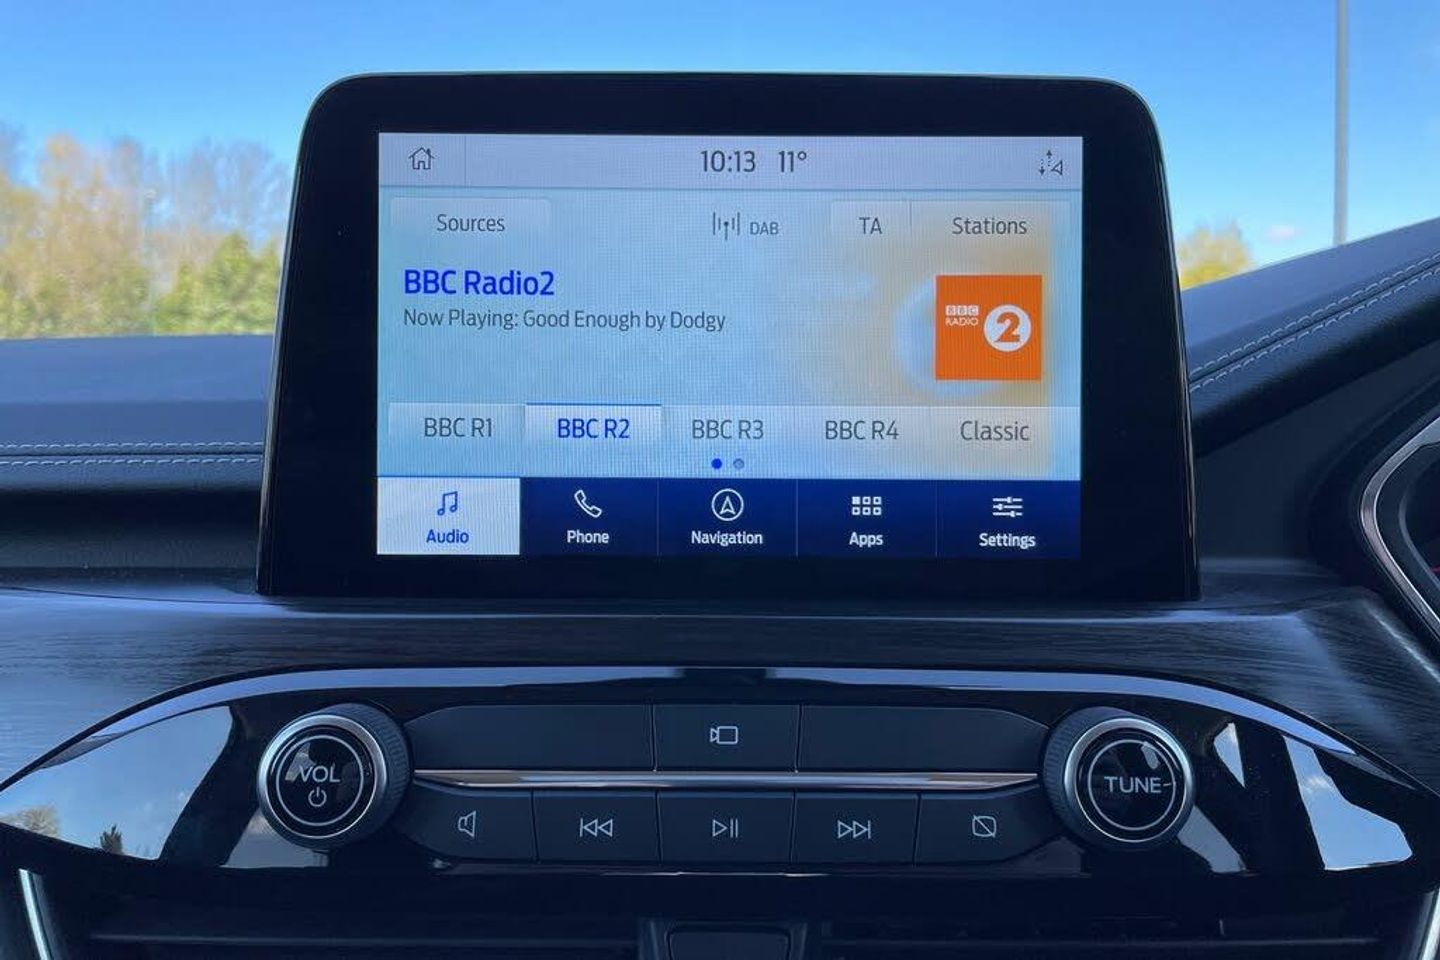 10:13 11°
Sources DAB TA Stations
BBC Radio2
Now Playing: Good Enough by Dodgy
BBC
RADIO 2
BBC R1 BBC R2 BBC R3 BBC R4 Classic
Audio Phone Navigation Apps Settings
VOL
TUNE